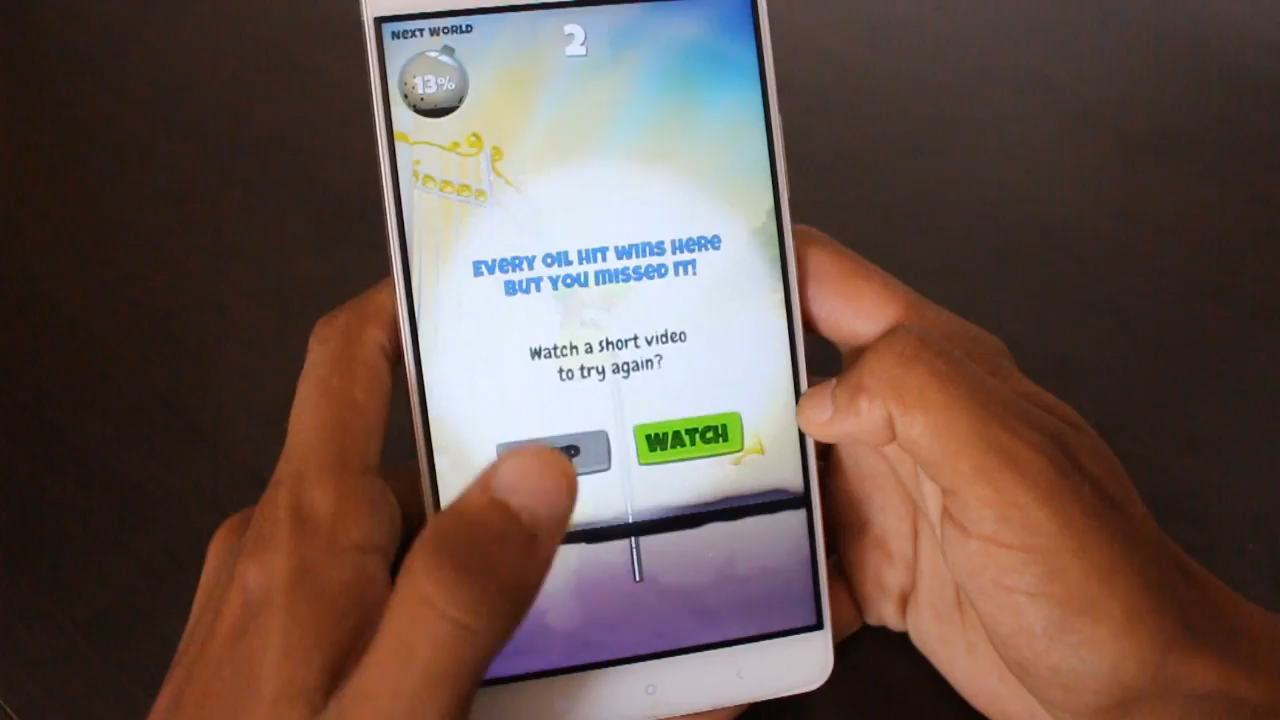 NEXT WORLD
2
13%
EVERY OIL HIT WINS HERE
BUT YOU MISSED IT!
Watch a short video
to try again?
WATCH